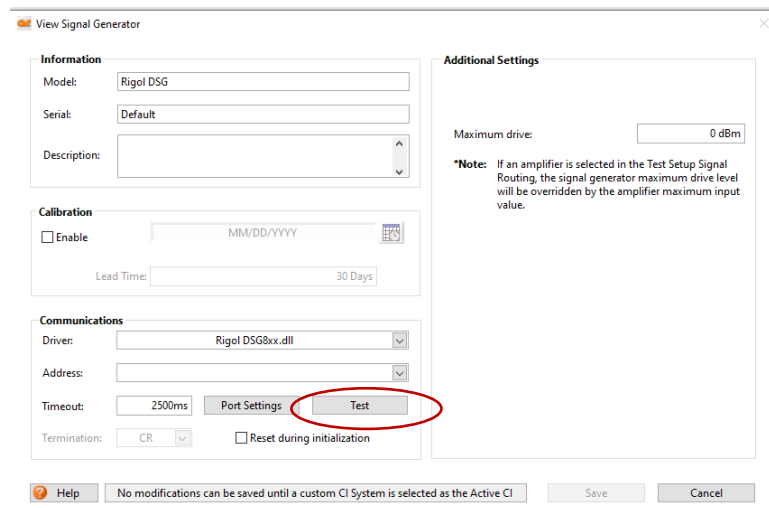 View Signal Generator
Information
Model: Rigol DSG
Serial: Default
Description:
Calibration
Enable MM/DD/YYYY
Lead Time: 30 Days
Communications
Driver: Rigol DSG8xx.dll
Address:
Timeout: 2500ms Port Settings Test
Termination: CR Reset during initialization
Additional Settings
Maximum drive: 0 dBm
*Note: If an amplifier is selected in the Test Setup Signal
Routing, the signal generator maximum drive level
will be overridden by the amplifier maximum input
value.
Help No modifications can be saved until a custom CI System is selected as the Active CI Save Cancel